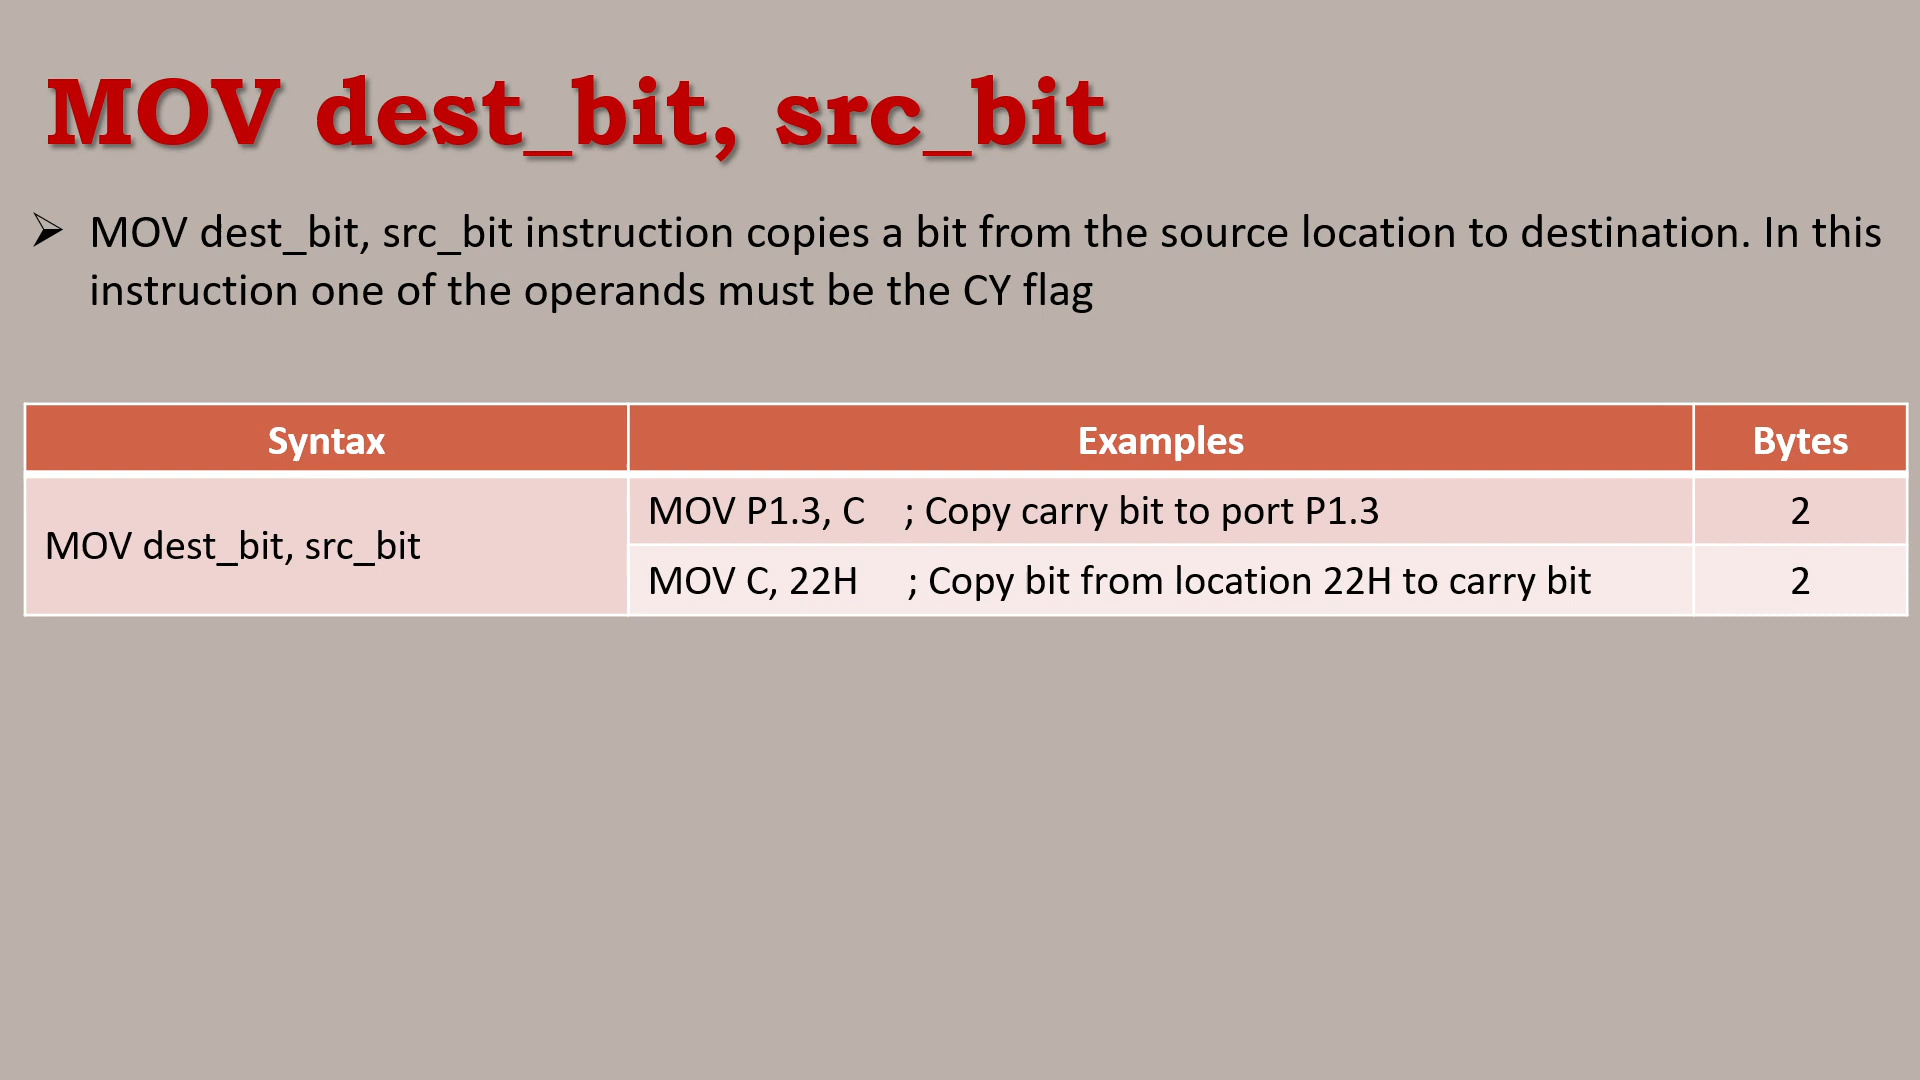 MOV dest_bit, src_bit
MOV dest_bit, src_bit instruction copies a bit from the source location to destination. In this
instruction one of the operands must be the CY flag
Syntax Examples Bytes
MOV dest_bit, src_bit
MOV P1.3, C ; Copy carry bit to port P1.3 2
MOV C, 22H ; Copy bit from location 22H to carry bit 2